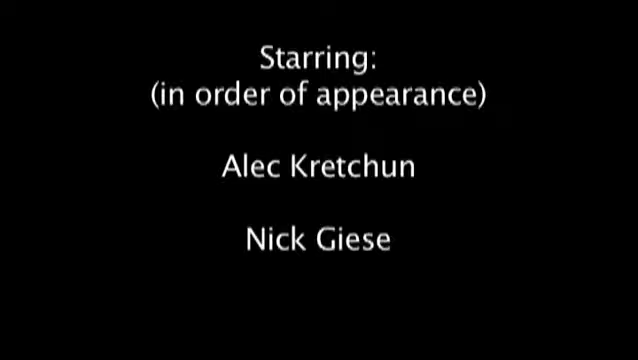 Starring:
(in order of appearance)
Alec Kretchun
Nick Giese